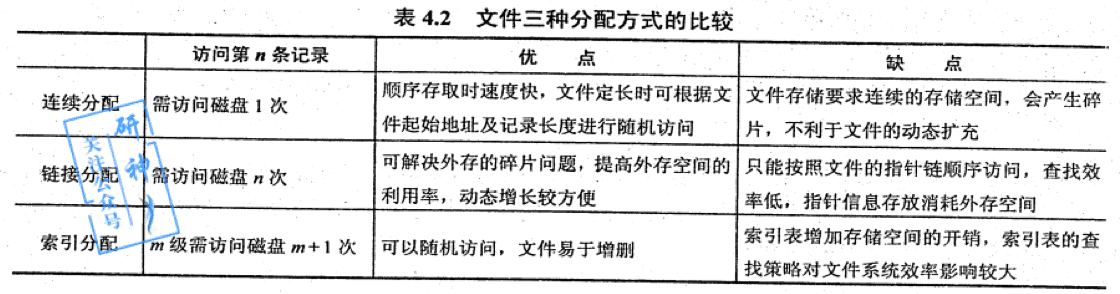 表 4.2 文件三种分配方式的比较
访问第 n 条记录
优 点
缺 点
连续分配
需访问磁盘 1 次
顺序存取时速度快，文件定长时可根据文
件起始地址及记录长度进行随机访问
文件存储要求连续的存储空间，会产生碎
片，不利于文件的动态扩充
链接分配
需访问磁盘 n 次
可解决外存的碎片问题，提高外存空间的
利用率，动态增长较方便
只能按照文件的指针链顺序访问，查找效
率低，指针信息存放消耗外存空间
索引分配
m 级需访问磁盘 m+1 次
可以随机访问，文件易于增删
索引表增加存储空间的开销，索引表的查
找策略对文件系统效率影响较大
研神
关注公众号